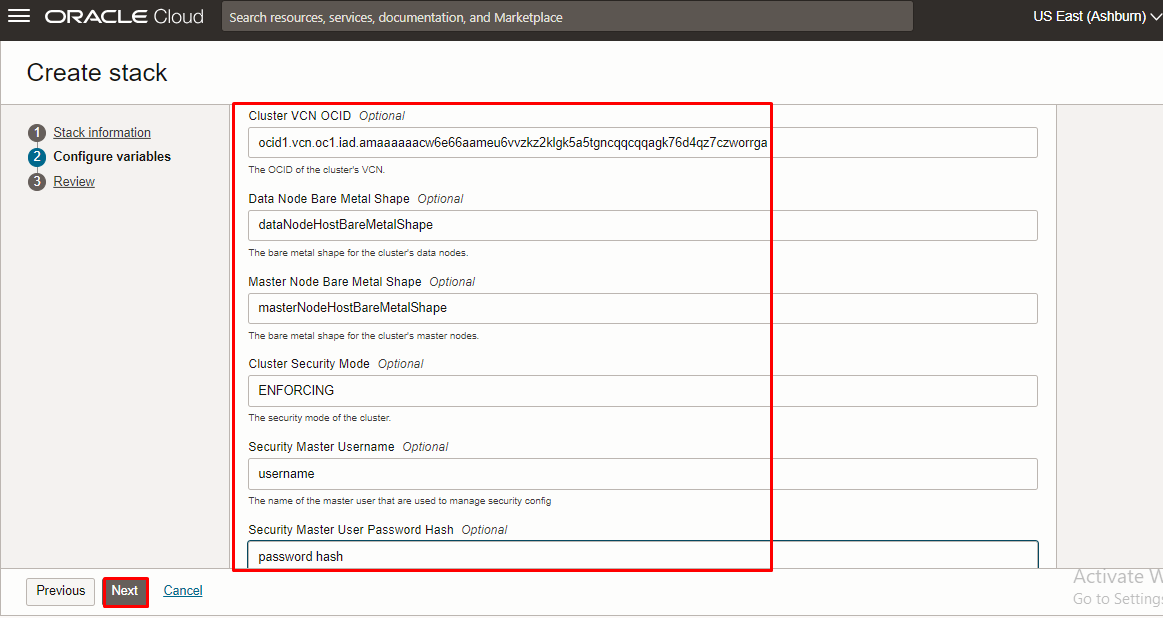 ORACLE Cloud
Search resources, services, documentation, and Marketplace
US East (Ashburn)
Create stack
1 Stack information
2 Configure variables
3 Review
Cluster VCN OCID Optional
ocid1.vcn.oc1.iad.amaaaaaacw6e66aameu6vvzkz2klgk5a5tgncqqcqqagk76d4qz7czworrga
The OCID of the cluster's VCN.
Data Node Bare Metal Shape Optional
dataNodeHostBareMetalShape
The bare metal shape for the cluster's data nodes.
Master Node Bare Metal Shape Optional
masterNodeHostBareMetalShape
The bare metal shape for the cluster's master nodes.
Cluster Security Mode Optional
ENFORCING
The security mode of the cluster.
Security Master Username Optional
username
The name of the master user that are used to manage security config
Security Master User Password Hash Optional
password hash
Previous
Next
Cancel
Activate W
Go to Settings